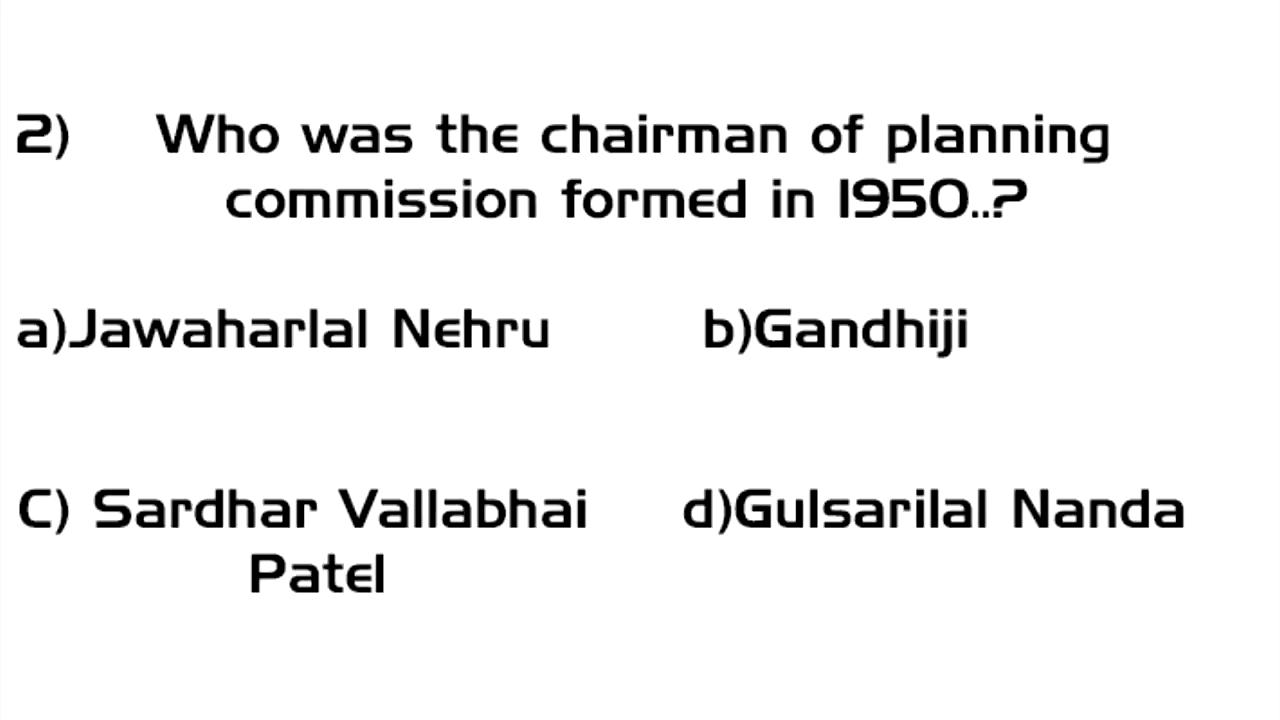 2) Who was the chairman of planning
commission formed in 1950..?
a)Jawaharlal Nehru b)Gandhiji
C) Sardhar Vallabhai d)Gulsarilal Nanda
Patel